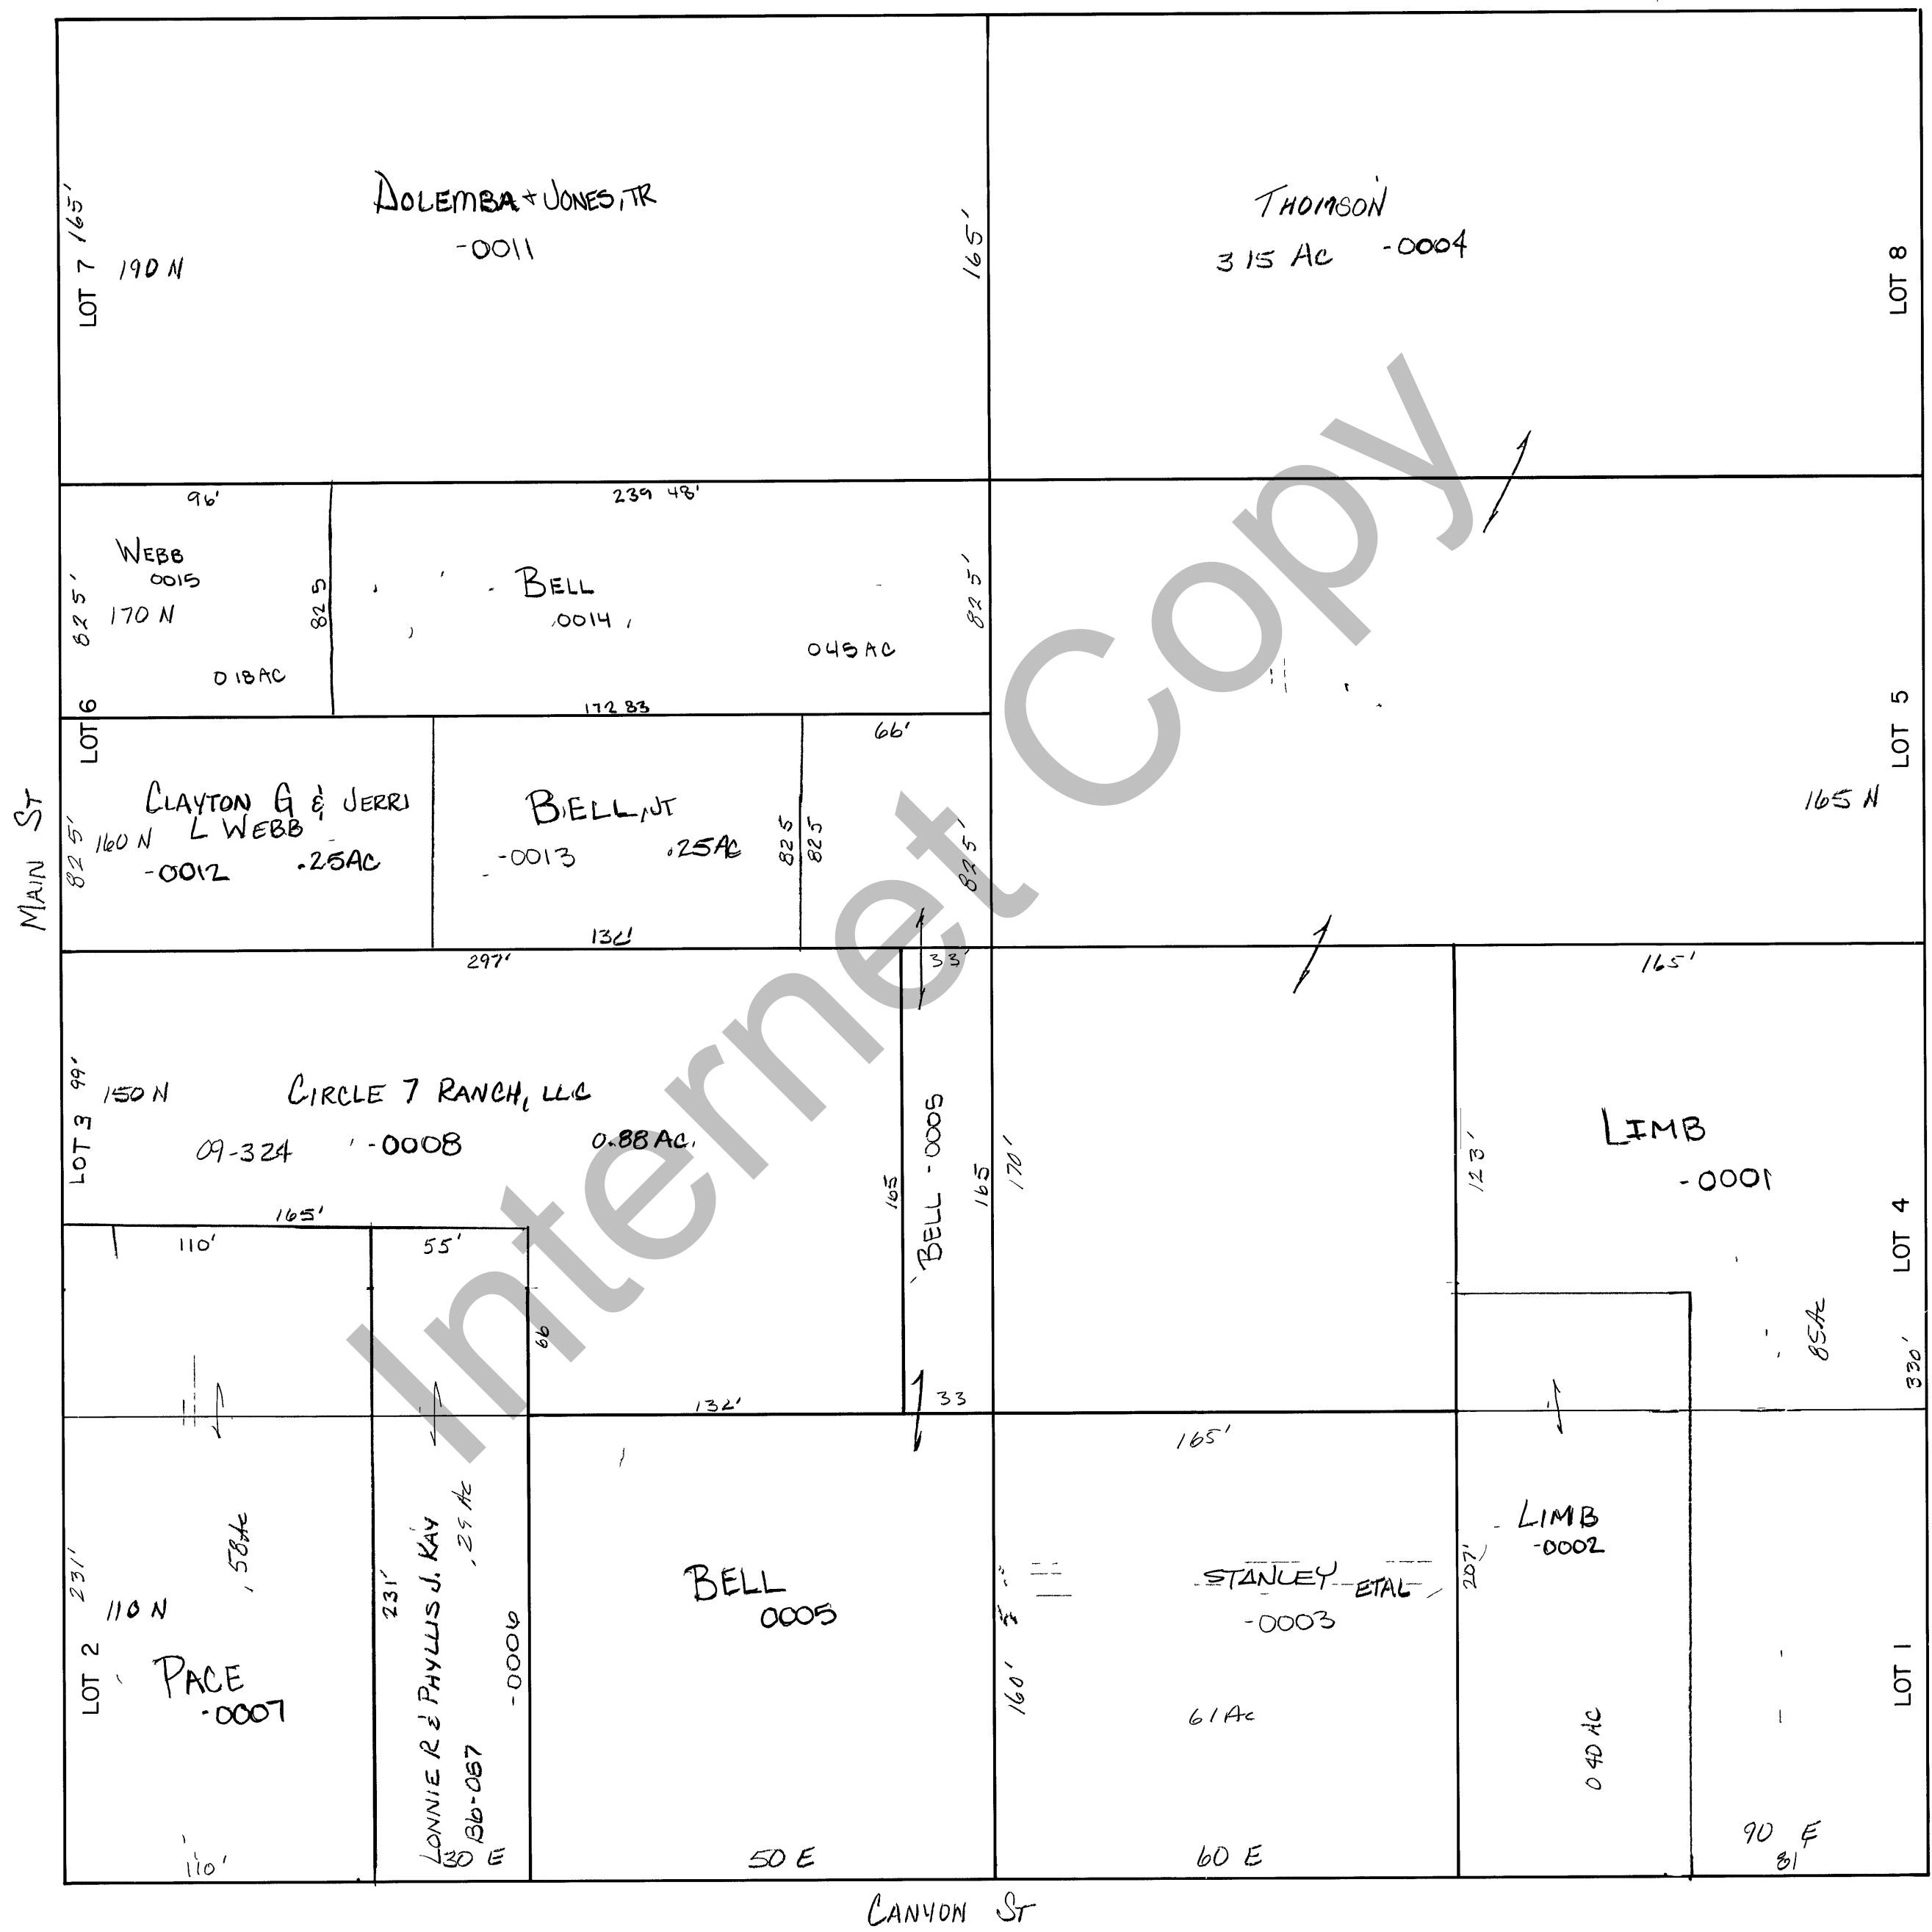 DOLEMBA + JONES, TR
-0011
LOT 7 165'
190 N
165'
THOMSON
3 15 AC -0004
LOT 8
96'
239 48'
WEBB
0015
170 N
82 5'
82 5
0 18 AC
BELL
0014
045 AC
82 5'
172 83
66'
LOT 6
CLAYTON G & JERRI
L WEBB
160 N
-0012 .25AC
82 5'
BELL, JT
-0013 .25AC
82 5
82 5
82 5'
LOT 5
165 N
MAIN ST
297'
33'
165'
LOT 3 99'
150 N
CIRCLE 7 RANCH, LLC
09-324 -0008 0.88 AC.
165
BELL -0005
165
170'
123'
LIMB
-0001
LOT 4
85Ac
330'
165'
110'
55'
66
132'
33
165'
LOT 2 231'
110 N
.58Ac
PACE
-0007
110'
231'
LONNIE R & PHYLLIS J. KAY
.29 Ac
-0006
30 E
BELL
0005
50 E
160'
STANLEY ETAL
-0003
61 Ac
60 E
207'
LIMB
-0002
0 40 AC
LOT 1
90 E
81
CANYON ST
Internet Copy